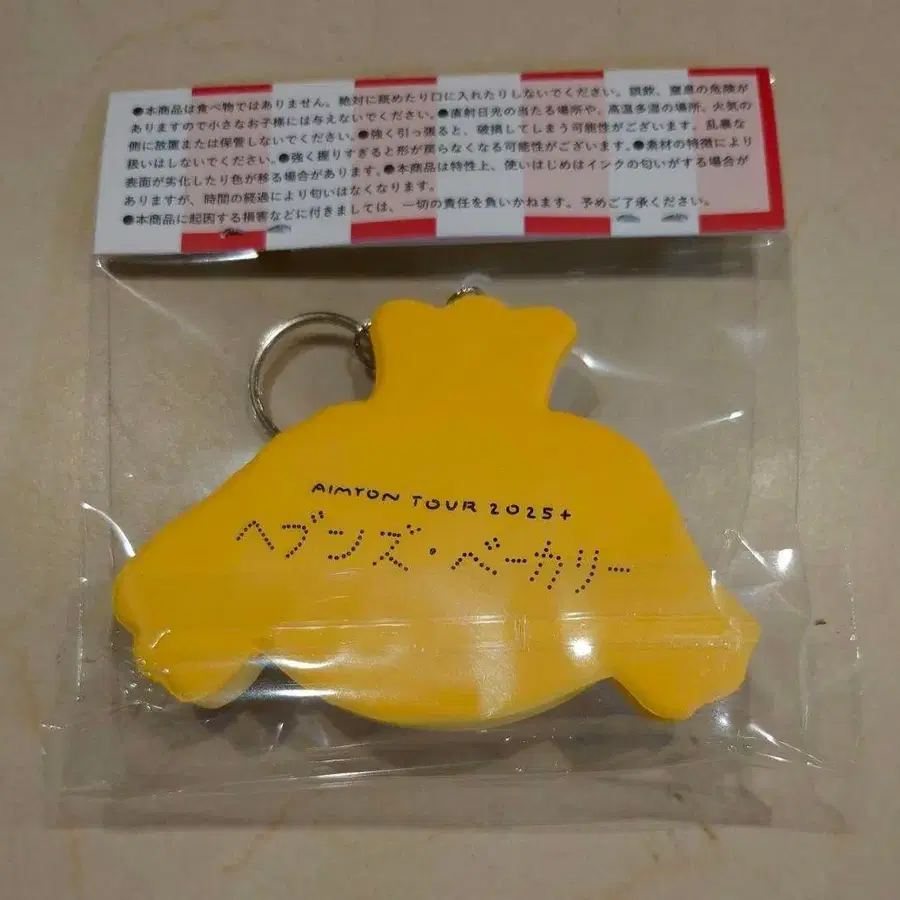 ●本商品は食べ物ではありません。絶対に舐めたり口に入れたりしないでください。誤飲、窒息の危険が
ありますので小さなお子様には与えないでください。●直射日光の当たる場所や、高温多湿の場所、火気の
側に放置または保管しないでください。●強く引っ張ると、破損してしまう可能性がございます。乱暴な
扱いはしないでください。●強く握りすぎると形が戻らなくなる可能性がございます。●素材の特徴により
表面が劣化したり色が移る場合があります。●本商品は特性上、使いはじめはインクの匂いがする場合が
ありますが、時間の経過により匂いはなくなります。
●本商品に起因する損害などに付きましては、一切の責任を負いかねます。予めご了承ください。
AIMYON TOUR 2025+
ヘブンズ・ベーカリー